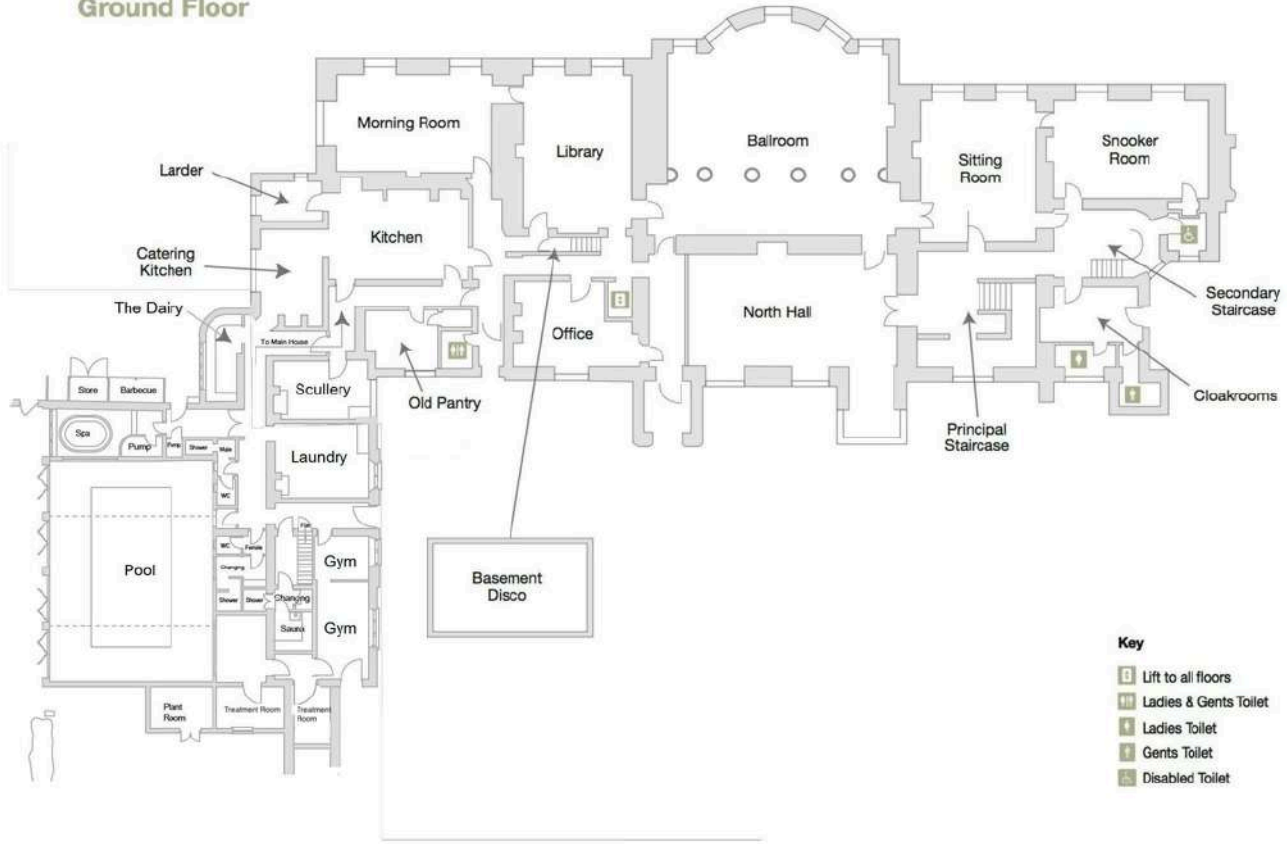 Ground Floor
Morning Room
Library
Ballroom
Sitting
Room
Snooker
Room
Larder
Kitchen
Catering
Kitchen
The Dairy
To Main House
Office
North Hall
Secondary
Staircase
Store
Barbecue
Scullery
Old Pantry
Principal
Staircase
Cloakrooms
Spa
Pump
Shower
Male
Laundry
WC
Pool
WC
Female
Changing
Shower
Shower
Changing
Sauna
Gym
Gym
Basement
Disco
Plant
Room
Treatment Room
Treatment
Room
Key
Lift to all floors
Ladies & Gents Toilet
Ladies Toilet
Gents Toilet
Disabled Toilet